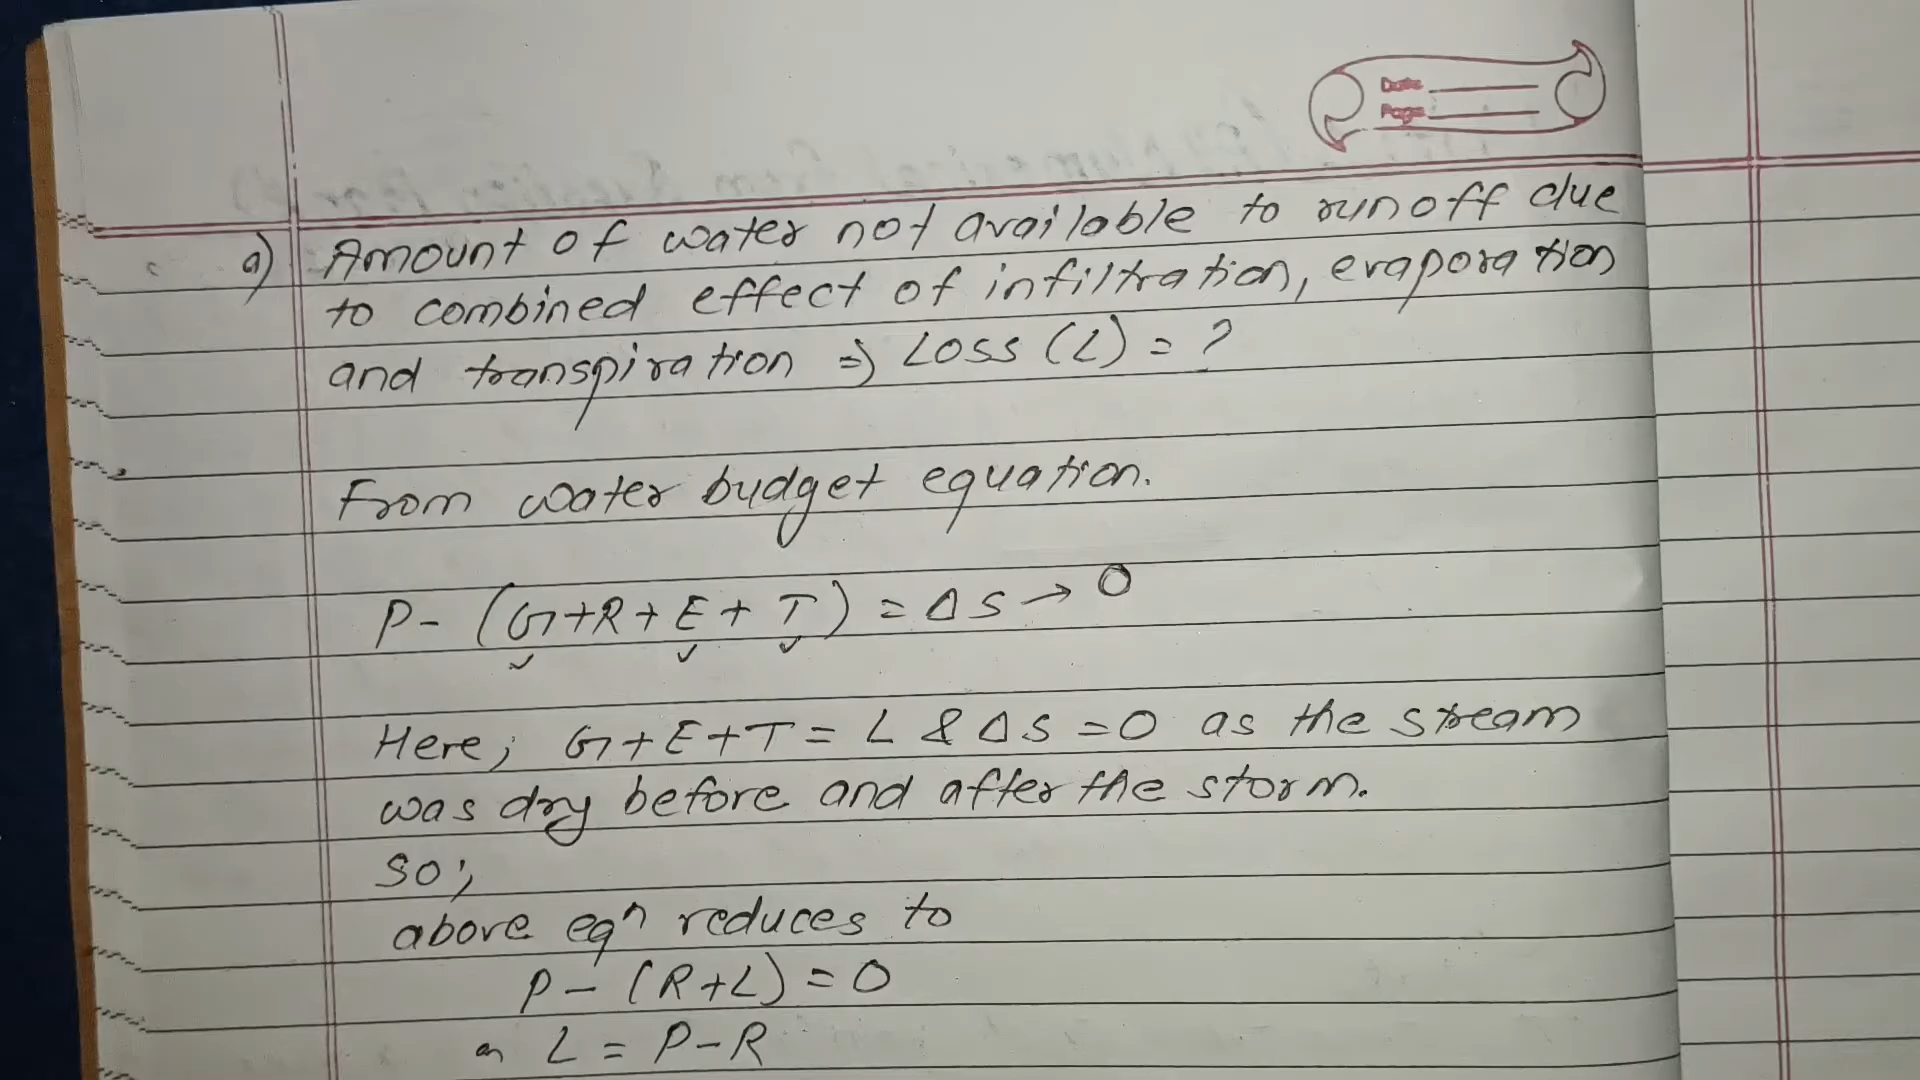 Date
Page
a) Amount of water not available to runoff due
to combined effect of infiltration, evaporation
and transpiration ⇒ Loss (L) = ?
From water budget equation.
P - (G+R+E+T) = ΔS → 0
Here; G+E+T = L & ΔS = 0 as the stream
was dry before and after the storm.
So;
above eqⁿ reduces to
P - (R+L) = 0
or L = P-R